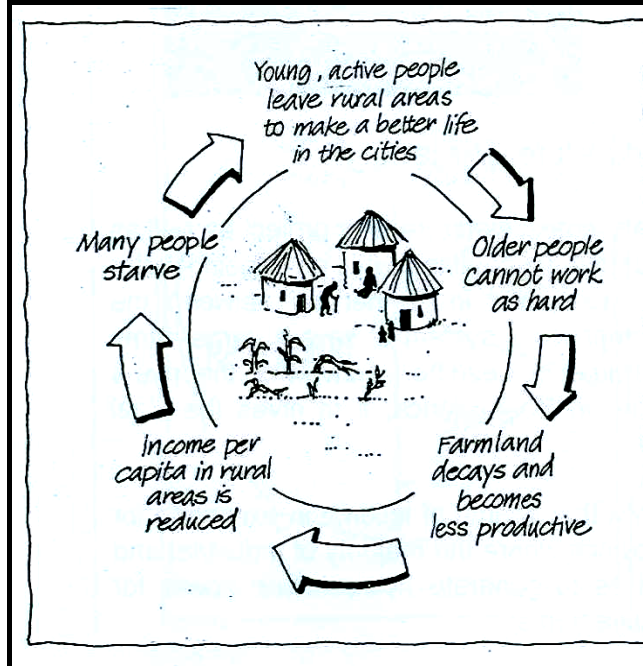 Young, active people
leave rural areas
to make a better life
in the cities
Older people
cannot work
as hard
Farmland
decays and
becomes
less productive
Income per
capita in rural
areas is
reduced
Many people
starve